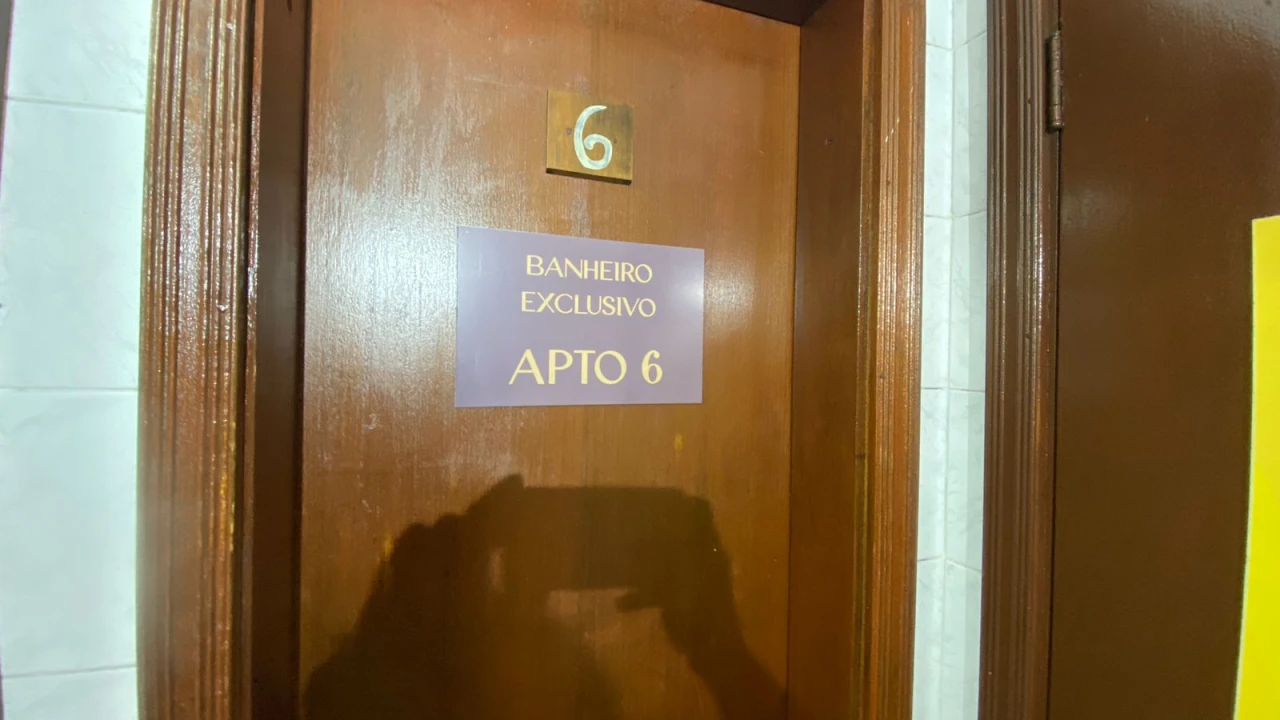 6
BANHEIRO
EXCLUSIVO
APTO 6